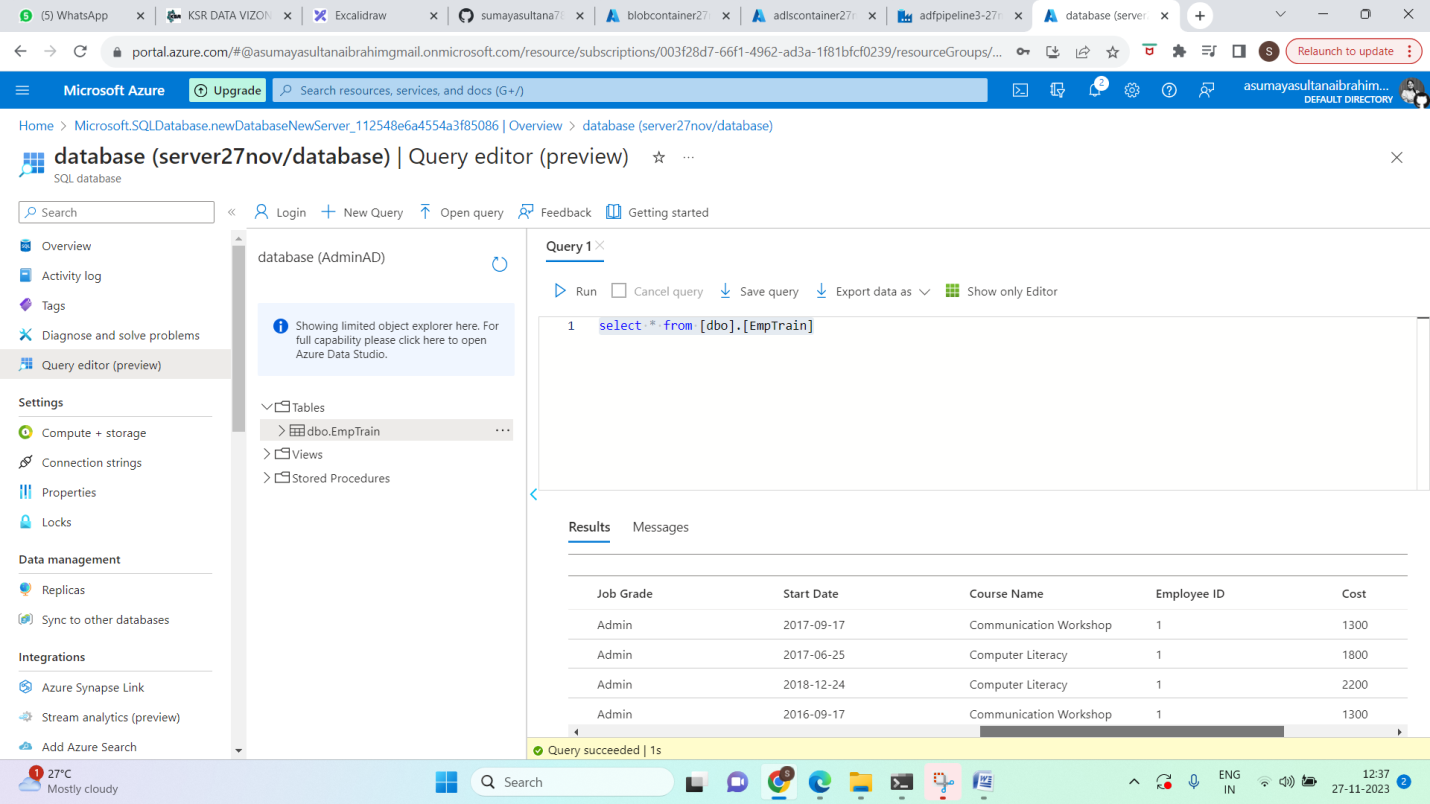 (5) WhatsApp
KSR DATA VIZON
Excalidraw
sumayasultana78
blobcontainer27n
adlscontainer27n
adfpipeline3-27n
database (server
portal.azure.com/#@asumayasultanaibrahimgmail.onmicrosoft.com/resource/subscriptions/003f28d7-66f1-4962-ad3a-1f81bfcf0239/resourceGroups/...
S
Relaunch to update
Microsoft Azure
Upgrade
Search resources, services, and docs (G+/)
2
asumayasultanaibrahim...
DEFAULT DIRECTORY
Home > Microsoft.SQLDatabase.newDatabaseNewServer_112548e6a4554a3f85086 | Overview > database (server27nov/database)
database (server27nov/database) | Query editor (preview)
SQL database
Search
Login
New Query
Open query
Feedback
Getting started
Overview
Activity log
Tags
Diagnose and solve problems
Query editor (preview)
Settings
Compute + storage
Connection strings
Properties
Locks
Data management
Replicas
Sync to other databases
Integrations
Azure Synapse Link
Stream analytics (preview)
Add Azure Search
database (AdminAD)
Showing limited object explorer here. For
full capability please click here to open
Azure Data Studio.
Tables
dbo.EmpTrain
Views
Stored Procedures
Query 1
Run
Cancel query
Save query
Export data as
Show only Editor
1 select * from [dbo].[EmpTrain]
Results Messages
Job Grade Start Date Course Name Employee ID Cost
Admin 2017-09-17 Communication Workshop 1 1300
Admin 2017-06-25 Computer Literacy 1 1800
Admin 2018-12-24 Computer Literacy 1 2200
Admin 2016-09-17 Communication Workshop 1 1300
Query succeeded | 1s
1
27°C
Mostly cloudy
Search
S
ENG
IN
12:37
27-11-2023
2